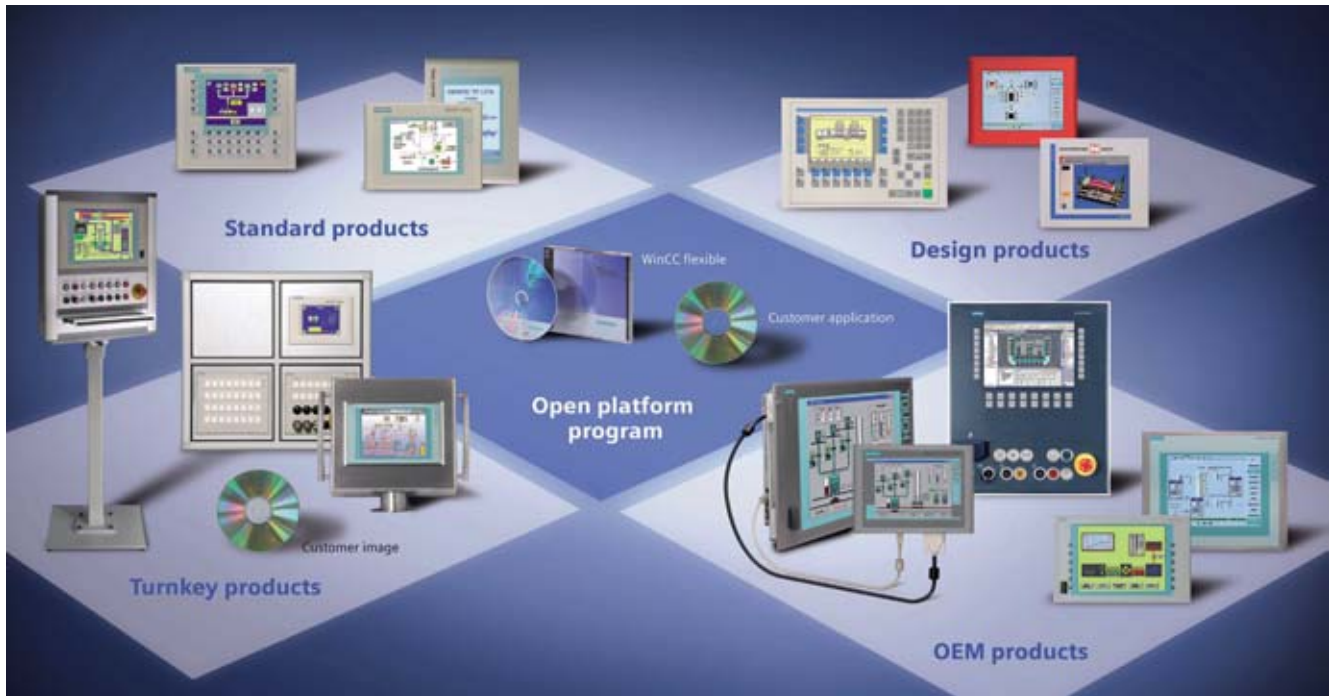 Standard products
Design products
WinCC flexible
Customer application
Open platform
program
Customer image
Turnkey products
OEM products